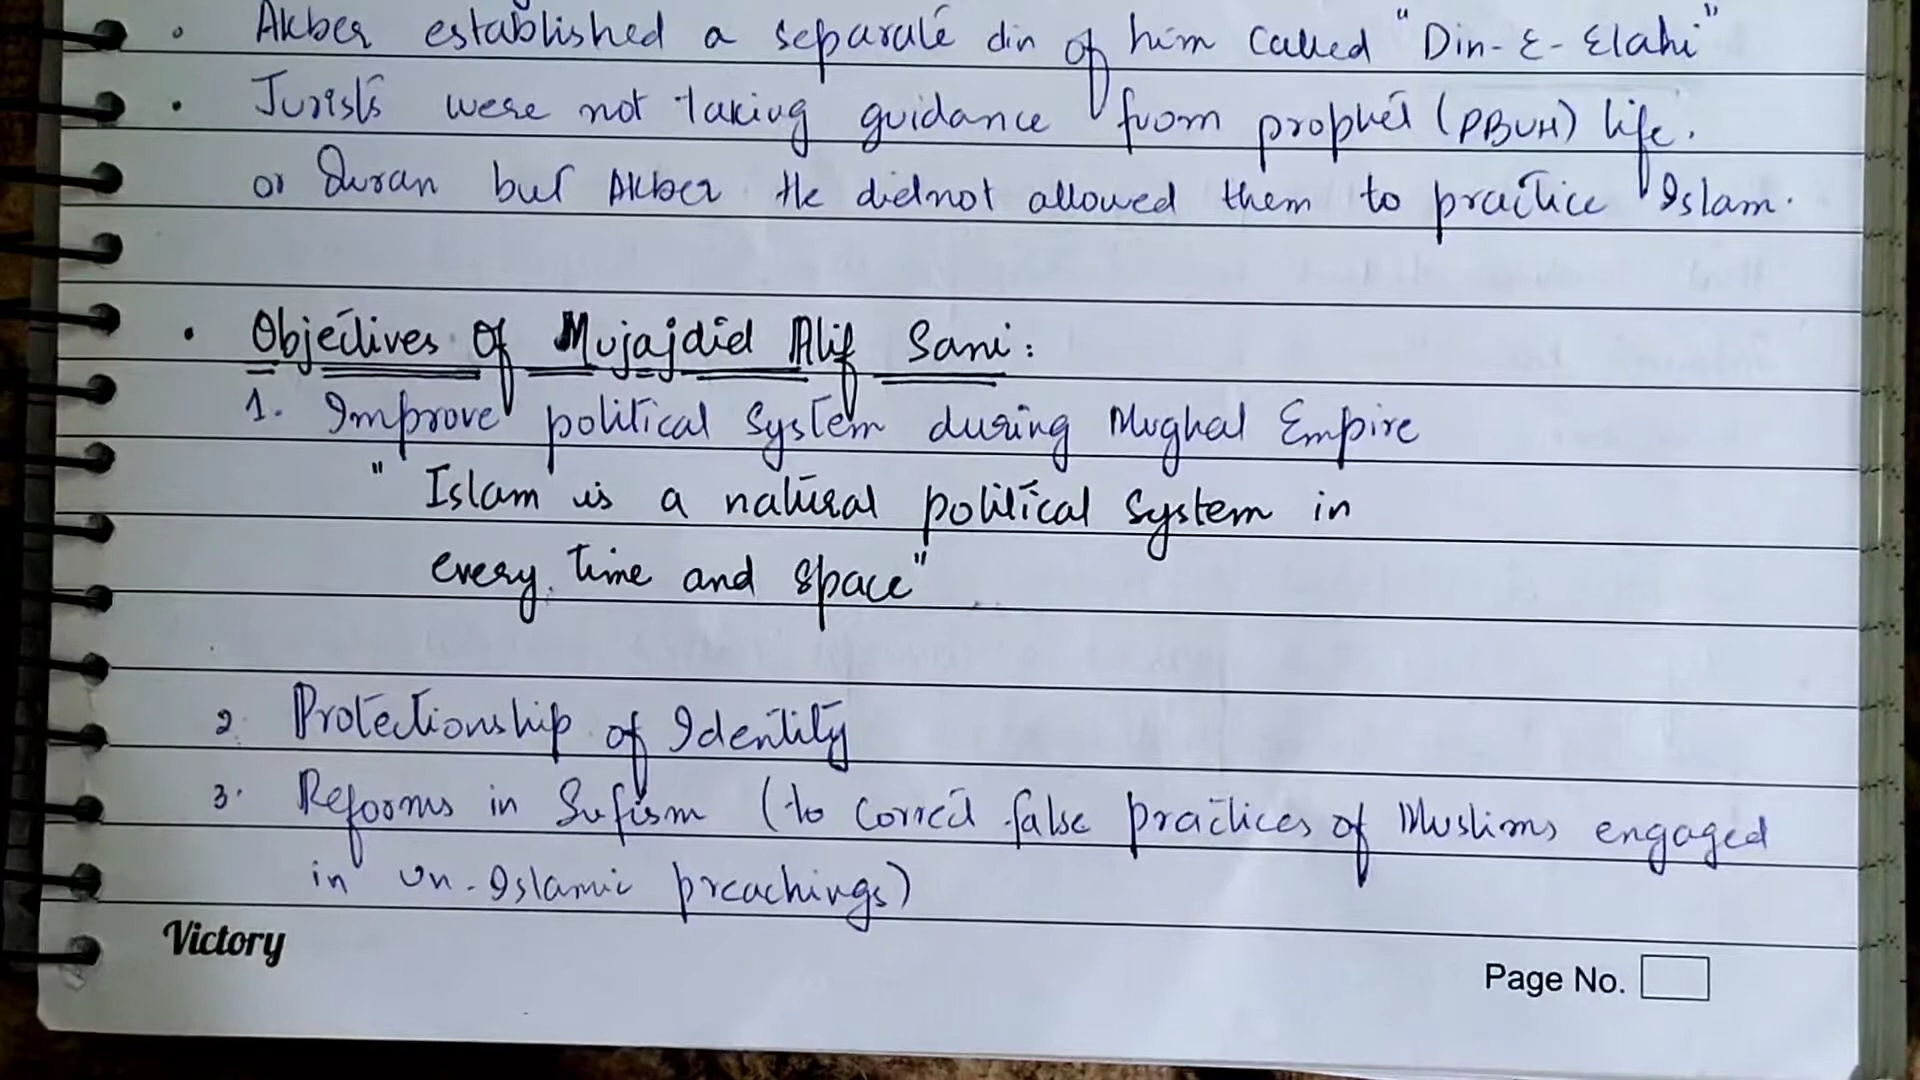 • Akber established a separate din of him Called "Din-E-Elahi"
• Jurists were not taking guidance from prophet (PBUH) life.
or Quran but Akber He didnot allowed them to practice Islam.
• Objectives Of Mujajdid Alif Sani:
1. Improve political System during Mughal Empire
" Islam is a natural political System in
every time and space"
2. Protectionship of Identity
3. Reforms in Sufism (to Correct false practices of Muslims engaged
in Un-Islamic preachings)
Victory
Page No.